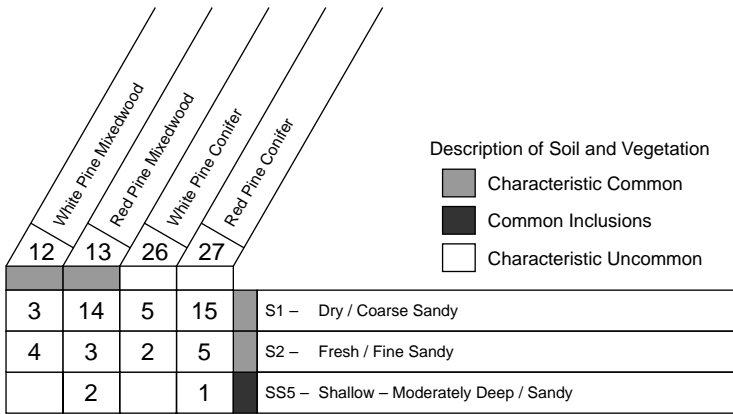 White Pine Mixedwood
Red Pine Mixedwood
White Pine Conifer
Red Pine Conifer
12 13 26 27
Description of Soil and Vegetation
Characteristic Common
Common Inclusions
Characteristic Uncommon
3 14 5 15 S1 – Dry / Coarse Sandy
4 3 2 5 S2 – Fresh / Fine Sandy
2 1 SS5 – Shallow – Moderately Deep / Sandy